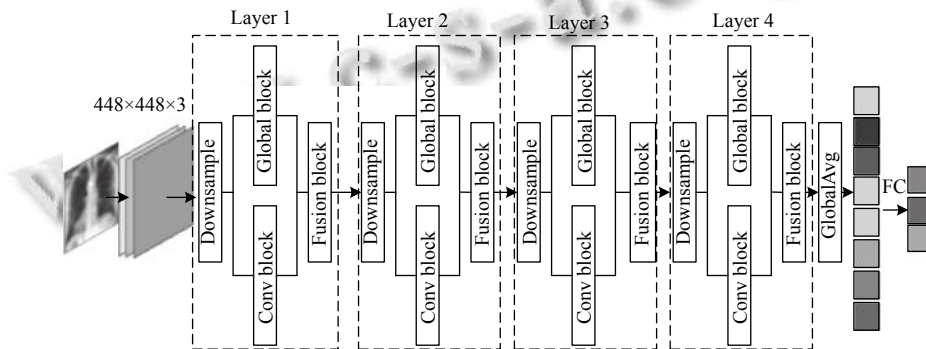 Layer 1
Layer 2
Layer 3
Layer 4
448×448×3
Downsample
Global block
Conv block
Fusion block
Downsample
Global block
Conv block
Fusion block
Downsample
Global block
Conv block
Fusion block
Downsample
Global block
Conv block
Fusion block
GlobalAvg
FC